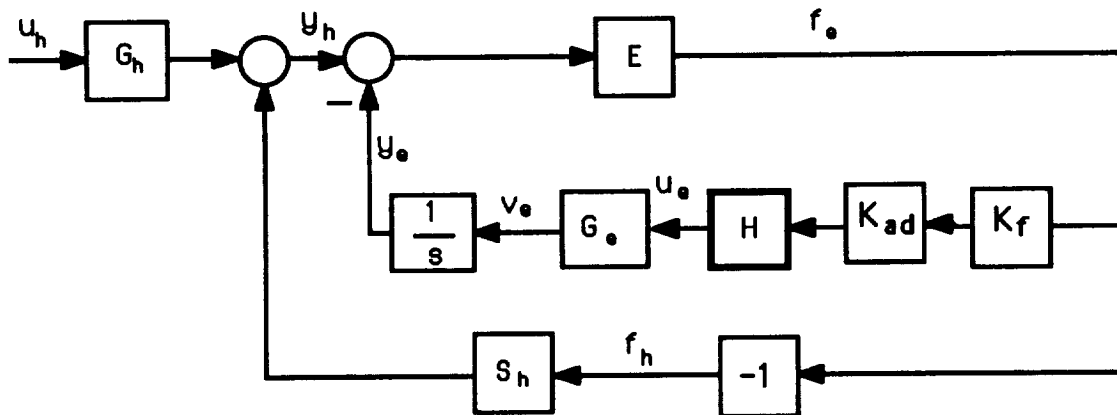 u_h
G_h
y_h
E
f_e
−
y_e
1
s
v_e
G_e
u_e
H
K_ad
K_f
S_h
f_h
-1